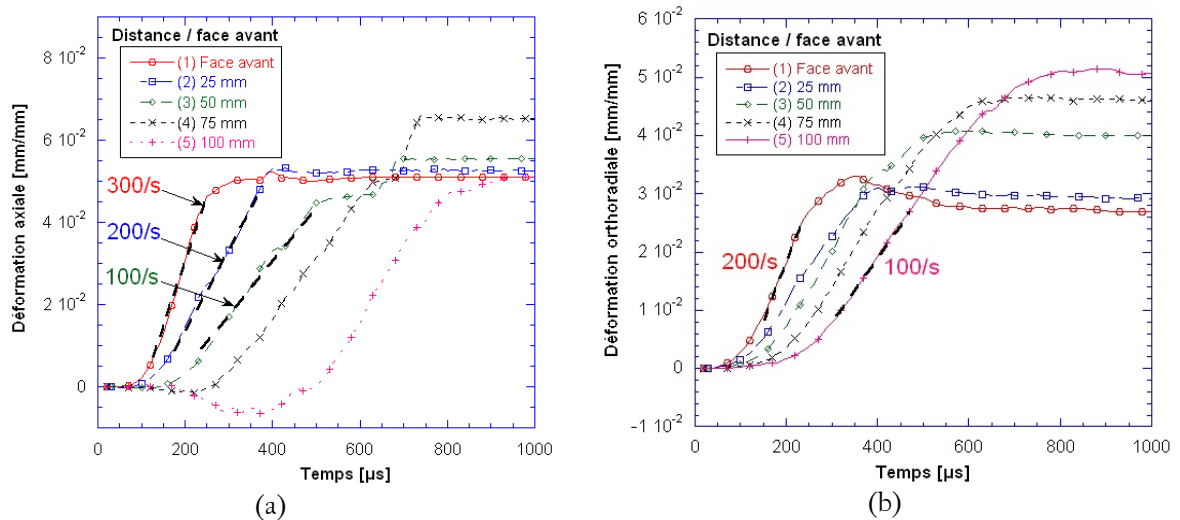 (a)
Déformation axiale [mm/mm]
8 10⁻²
6 10⁻²
4 10⁻²
2 10⁻²
0
Distance / face avant
(1) Face avant
(2) 25 mm
(3) 50 mm
(4) 75 mm
(5) 100 mm
300/s
200/s
100/s
0 200 400 600 800 1000
Temps [µs]
(a)
(b)
Déformation orthoradiale [mm/mm]
6 10⁻²
5 10⁻²
4 10⁻²
3 10⁻²
2 10⁻²
1 10⁻²
0
-1 10⁻²
Distance / face avant
(1) Face avant
(2) 25 mm
(3) 50 mm
(4) 75 mm
(5) 100 mm
200/s
100/s
0 200 400 600 800 1000
Temps [µs]
(b)